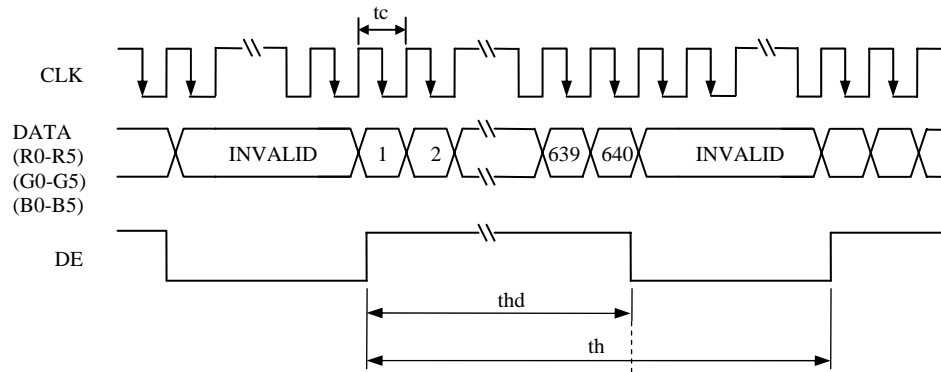 tc
CLK
DATA
(R0-R5)
(G0-G5)
(B0-B5)
INVALID 1 2 639 640 INVALID
DE
thd
th